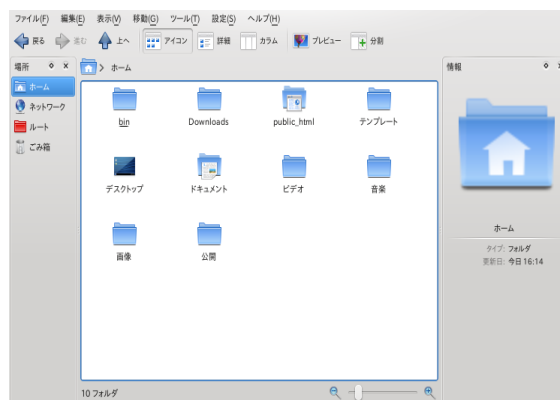 ファイル(F) 編集(E) 表示(V) 移動(G) ツール(T) 設定(S) ヘルプ(H)
戻る 進む 上へ アイコン 詳細 カラム プレビュー 分割
場所
ホーム
ネットワーク
ルート
ごみ箱
ホーム
bin Downloads public_html テンプレート
デスクトップ ドキュメント ビデオ 音楽
画像 公開
10 フォルダ
情報
ホーム
タイプ: フォルダ
更新日: 今日 16:14